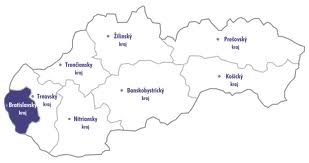 Žilinský
kraj
Prešovský
kraj
Trenčiansky
kraj
Košický
kraj
Banskobystrický
kraj
Trnavský
kraj
Bratislavský
kraj
Nitriansky
kraj